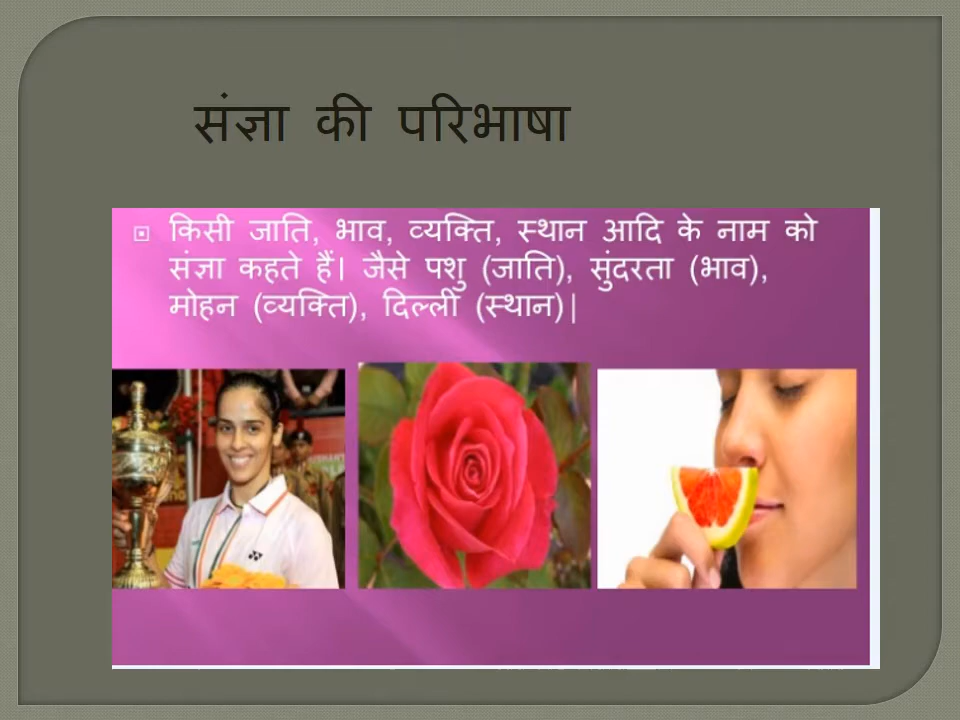 संज्ञा की परिभाषा
किसी जाति, भाव, व्यक्ति, स्थान आदि के नाम को
संज्ञा कहते हैं। जैसे पशु (जाति), सुंदरता (भाव),
मोहन (व्यक्ति), दिल्ली (स्थान)|